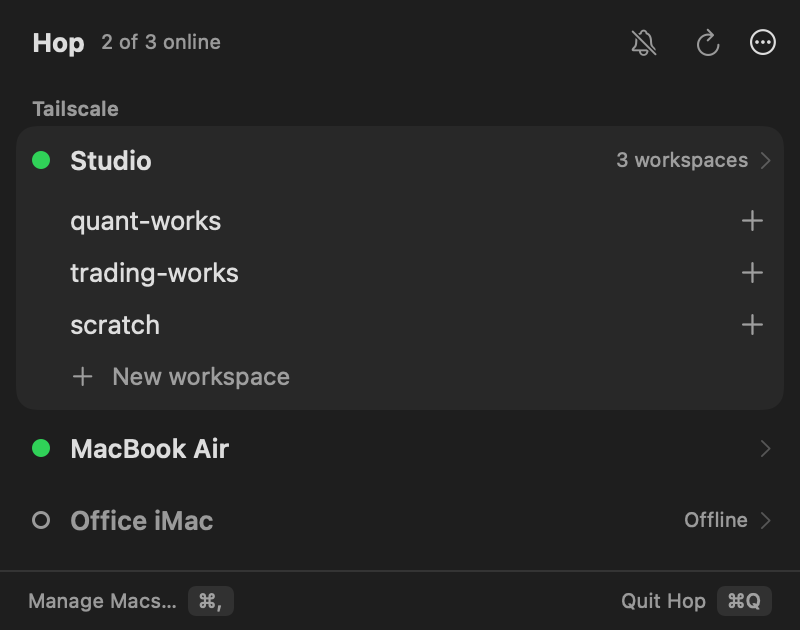 Hop 2 of 3 online
Tailscale
Studio 3 workspaces
quant-works
trading-works
scratch
New workspace
MacBook Air
Office iMac Offline
Manage Macs... ⌘, Quit Hop ⌘Q